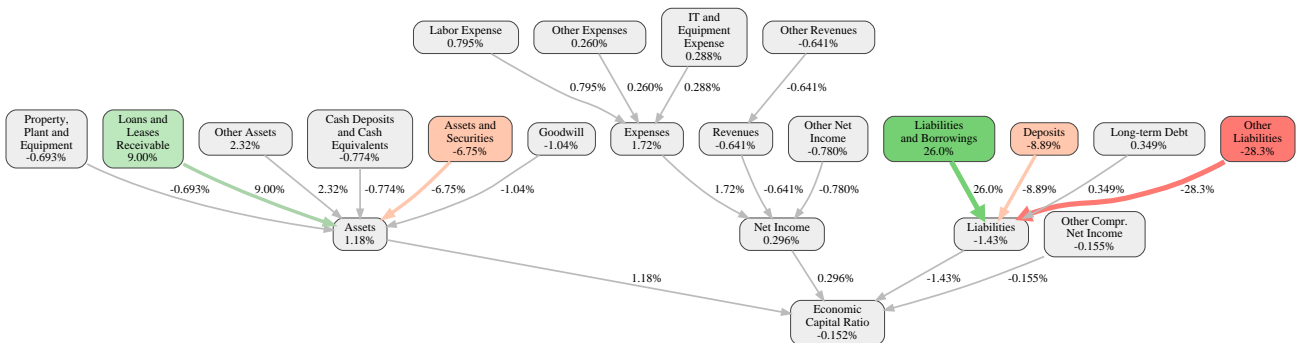 Labor Expense
0.795%
Other Expenses
0.260%
IT and
Equipment
Expense
0.288%
Other Revenues
-0.641%
0.795%
0.260%
0.288%
-0.641%
Property,
Plant and
Equipment
-0.693%
Loans and
Leases
Receivable
9.00%
Other Assets
2.32%
Cash Deposits
and Cash
Equivalents
-0.774%
Assets and
Securities
-6.75%
Goodwill
-1.04%
Expenses
1.72%
Revenues
-0.641%
Other Net
Income
-0.780%
Liabilities
and Borrowings
26.0%
Deposits
-8.89%
Long-term Debt
0.349%
Other
Liabilities
-28.3%
-0.693%
9.00%
2.32%
-0.774%
-6.75%
-1.04%
1.72%
-0.641%
-0.780%
26.0%
-8.89%
0.349%
-28.3%
Assets
1.18%
Net Income
0.296%
Liabilities
-1.43%
Other Compr.
Net Income
-0.155%
1.18%
0.296%
-1.43%
-0.155%
Economic
Capital Ratio
-0.152%